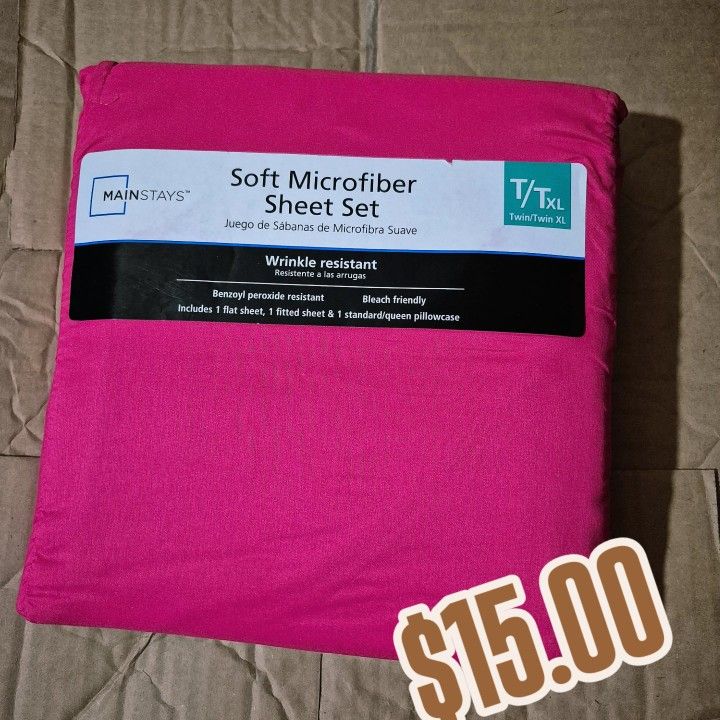 MAINSTAYS™
Soft Microfiber
Sheet Set
Juego de Sábanas de Microfibra Suave
T/TXL
Twin/Twin XL
Wrinkle resistant
Resistente a las arrugas
Benzoyl peroxide resistant Bleach friendly
Includes 1 flat sheet, 1 fitted sheet & 1 standard/queen pillowcase
$15.00